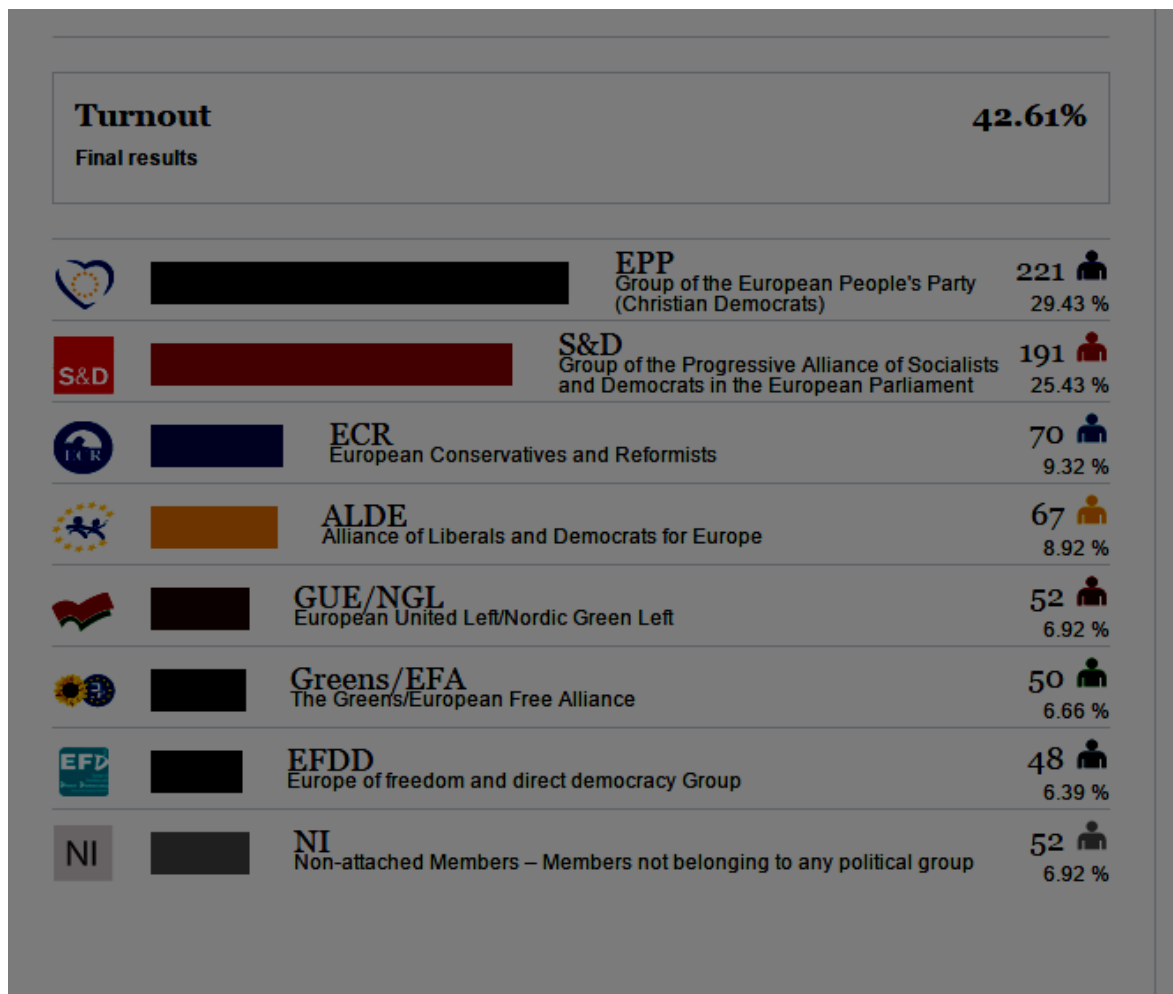 Turnout 42.61%
Final results
EPP
Group of the European People's Party
(Christian Democrats)
221
29.43 %
S&D
S&D
Group of the Progressive Alliance of Socialists
and Democrats in the European Parliament
191
25.43 %
ECR
ECR
European Conservatives and Reformists
70
9.32 %
ALDE
Alliance of Liberals and Democrats for Europe
67
8.92 %
GUE/NGL
European United Left/Nordic Green Left
52
6.92 %
Greens/EFA
The Greens/European Free Alliance
50
6.66 %
EFD
EFDD
Europe of freedom and direct democracy Group
48
6.39 %
NI
NI
Non-attached Members – Members not belonging to any political group
52
6.92 %